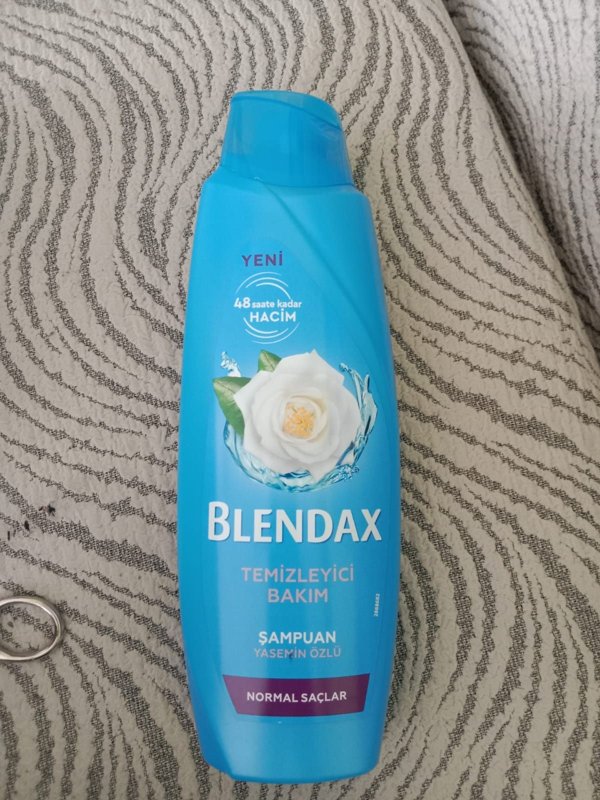 YENİ
48 saate kadar
HACİM
BLENDAX
TEMİZLEYİCİ
BAKIM
ŞAMPUAN
YASEMİN ÖZLÜ
NORMAL SAÇLAR